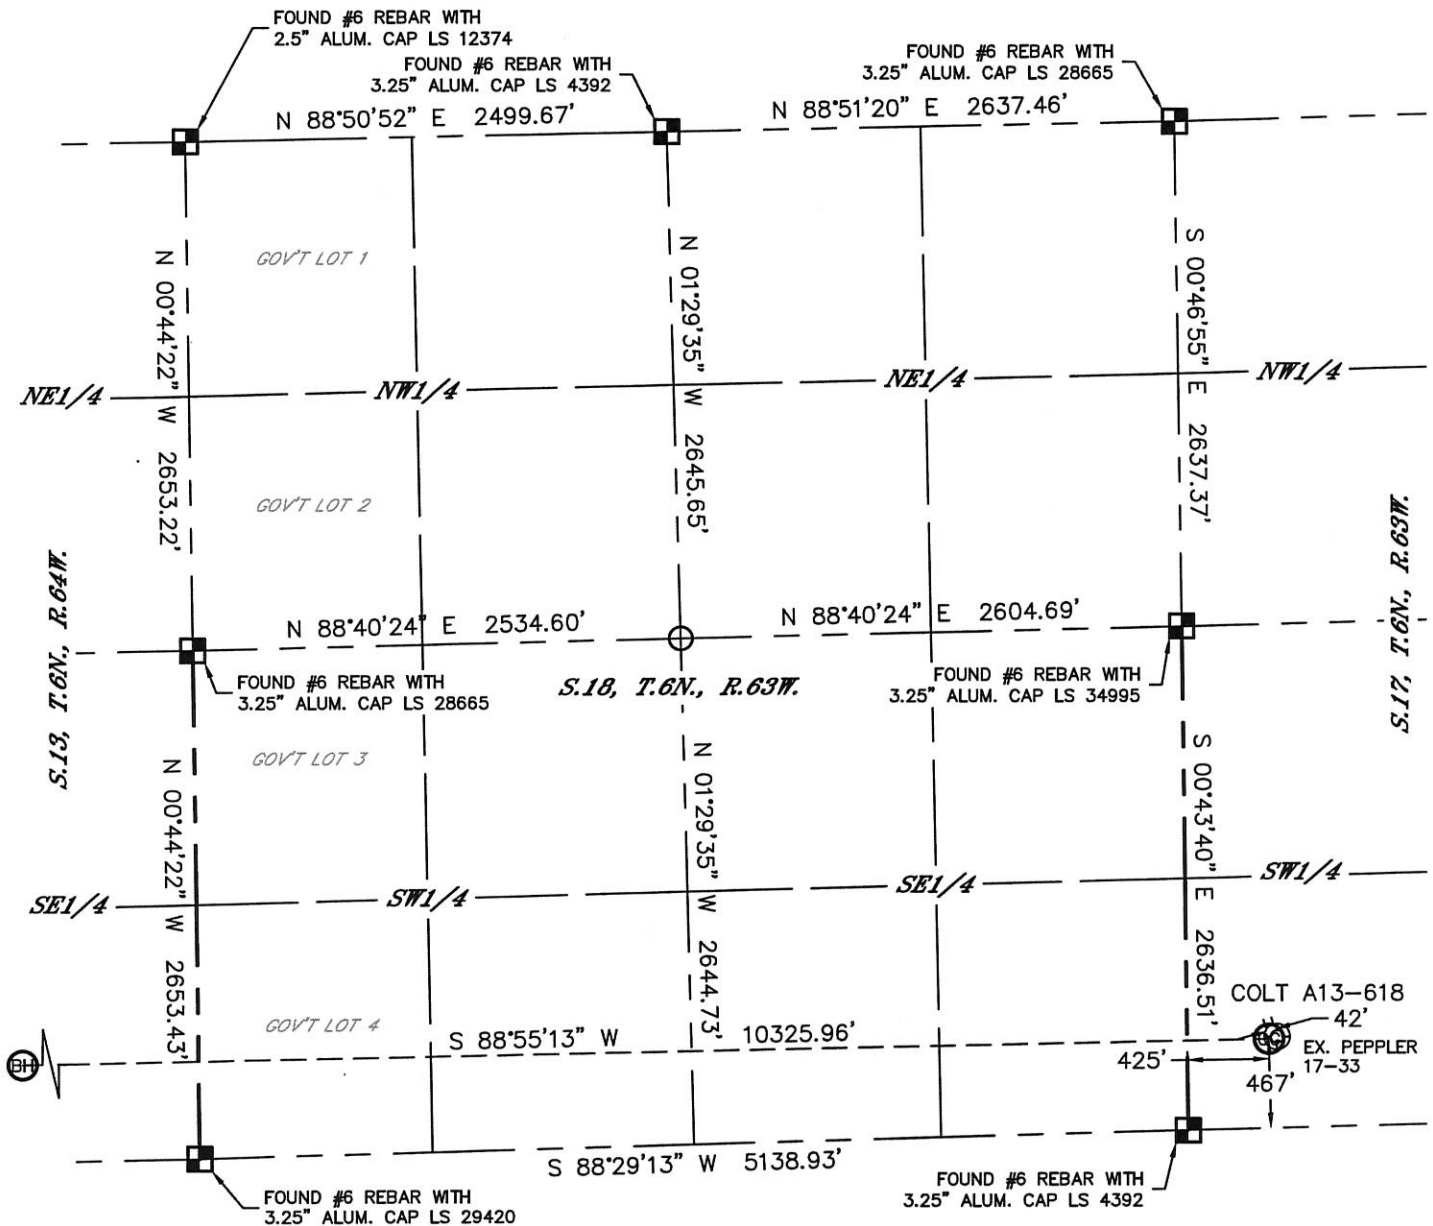 FOUND #6 REBAR WITH
2.5" ALUM. CAP LS 12374
FOUND #6 REBAR WITH
3.25" ALUM. CAP LS 4392
FOUND #6 REBAR WITH
3.25" ALUM. CAP LS 28665
N 88°50'52" E 2499.67'
N 88°51'20" E 2637.46'
GOV'T LOT 1
N 00°44'22" W 2653.22'
N 01°29'35" W 2645.65'
S 00°46'55" E 2637.37'
NE1/4
NW1/4
NE1/4
NW1/4
GOV'T LOT 2
S.13, T.6N., R.64W.
S.17, T.6N., R.63W.
N 88°40'24" E 2534.60'
N 88°40'24" E 2604.69'
FOUND #6 REBAR WITH
3.25" ALUM. CAP LS 28665
S.18, T.6N., R.63W.
FOUND #6 REBAR WITH
3.25" ALUM. CAP LS 34995
GOV'T LOT 3
N 00°44'22" W 2653.43'
N 01°29'35" W 2644.73'
S 00°43'40" E 2636.51'
SE1/4
SW1/4
SE1/4
SW1/4
GOV'T LOT 4
COLT A13-618
42'
EX. PEPPLER
17-33
S 88°55'13" W 10325.96'
BH
425'
467'
S 88°29'13" W 5138.93'
FOUND #6 REBAR WITH
3.25" ALUM. CAP LS 29420
FOUND #6 REBAR WITH
3.25" ALUM. CAP LS 4392